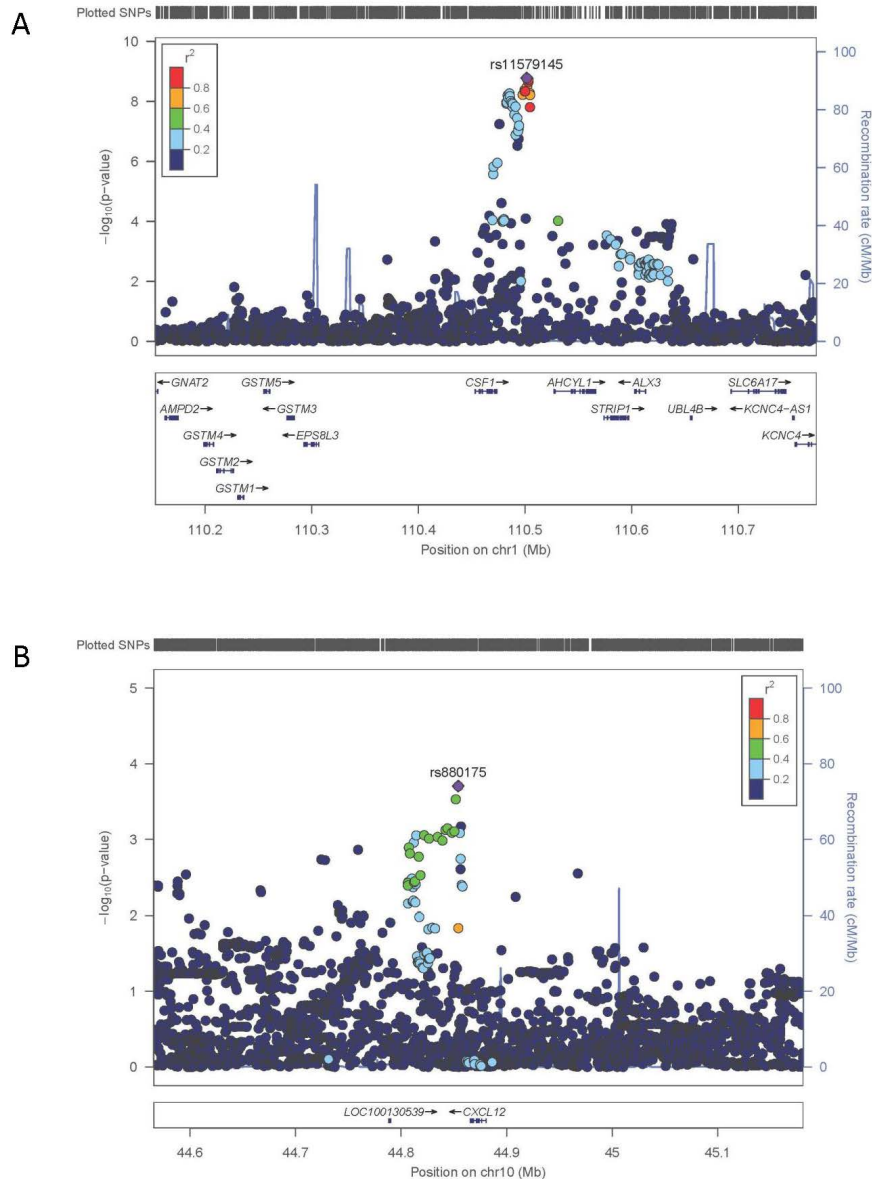 A
Plotted SNPs
10
8
6
4
2
0
−log10(p−value)
r2
0.8
0.6
0.4
0.2
rs11579145
100
80
60
40
20
0
Recombination rate (cM/Mb)
GNAT2 GSTM5 CSF1 AHCYL1 ALX3 SLC6A17
AMPD2 GSTM3 STRIP1 UBL4B KCNC4−AS1
GSTM4 EPS8L3 KCNC4
GSTM2
GSTM1
110.2 110.3 110.4 110.5 110.6 110.7
Position on chr1 (Mb)
B
Plotted SNPs
5
4
3
2
1
0
−log10(p−value)
rs880175
r2
0.8
0.6
0.4
0.2
100
80
60
40
20
0
Recombination rate (cM/Mb)
LOC100130539 CXCL12
44.6 44.7 44.8 44.9 45 45.1
Position on chr10 (Mb)